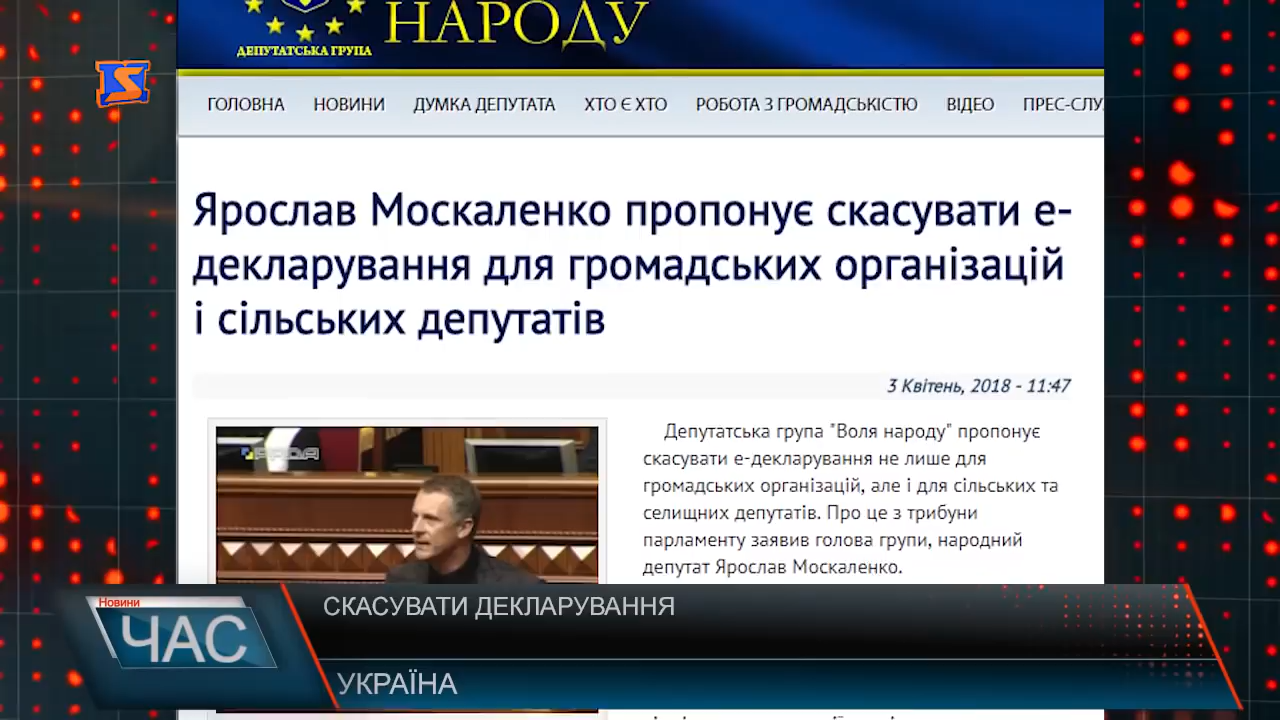 НАРОДУ
ДЕПУТАТСЬКА ГРУПА
ГОЛОВНА НОВИНИ ДУМКА ДЕПУТАТА ХТО Є ХТО РОБОТА З ГРОМАДСЬКІСТЮ ВІДЕО ПРЕС-СЛУ
Ярослав Москаленко пропонує скасувати е-
декларування для громадських організацій
і сільських депутатів
3 Квітень, 2018 - 11:47
Депутатська група "Воля народу" пропонує
скасувати е-декларування не лише для
громадських організацій, але і для сільських та
селищних депутатів. Про це з трибуни
парламенту заявив голова групи, народний
депутат Ярослав Москаленко.
РАДА
Новини
ЧАС
СКАСУВАТИ ДЕКЛАРУВАННЯ
УКРАЇНА